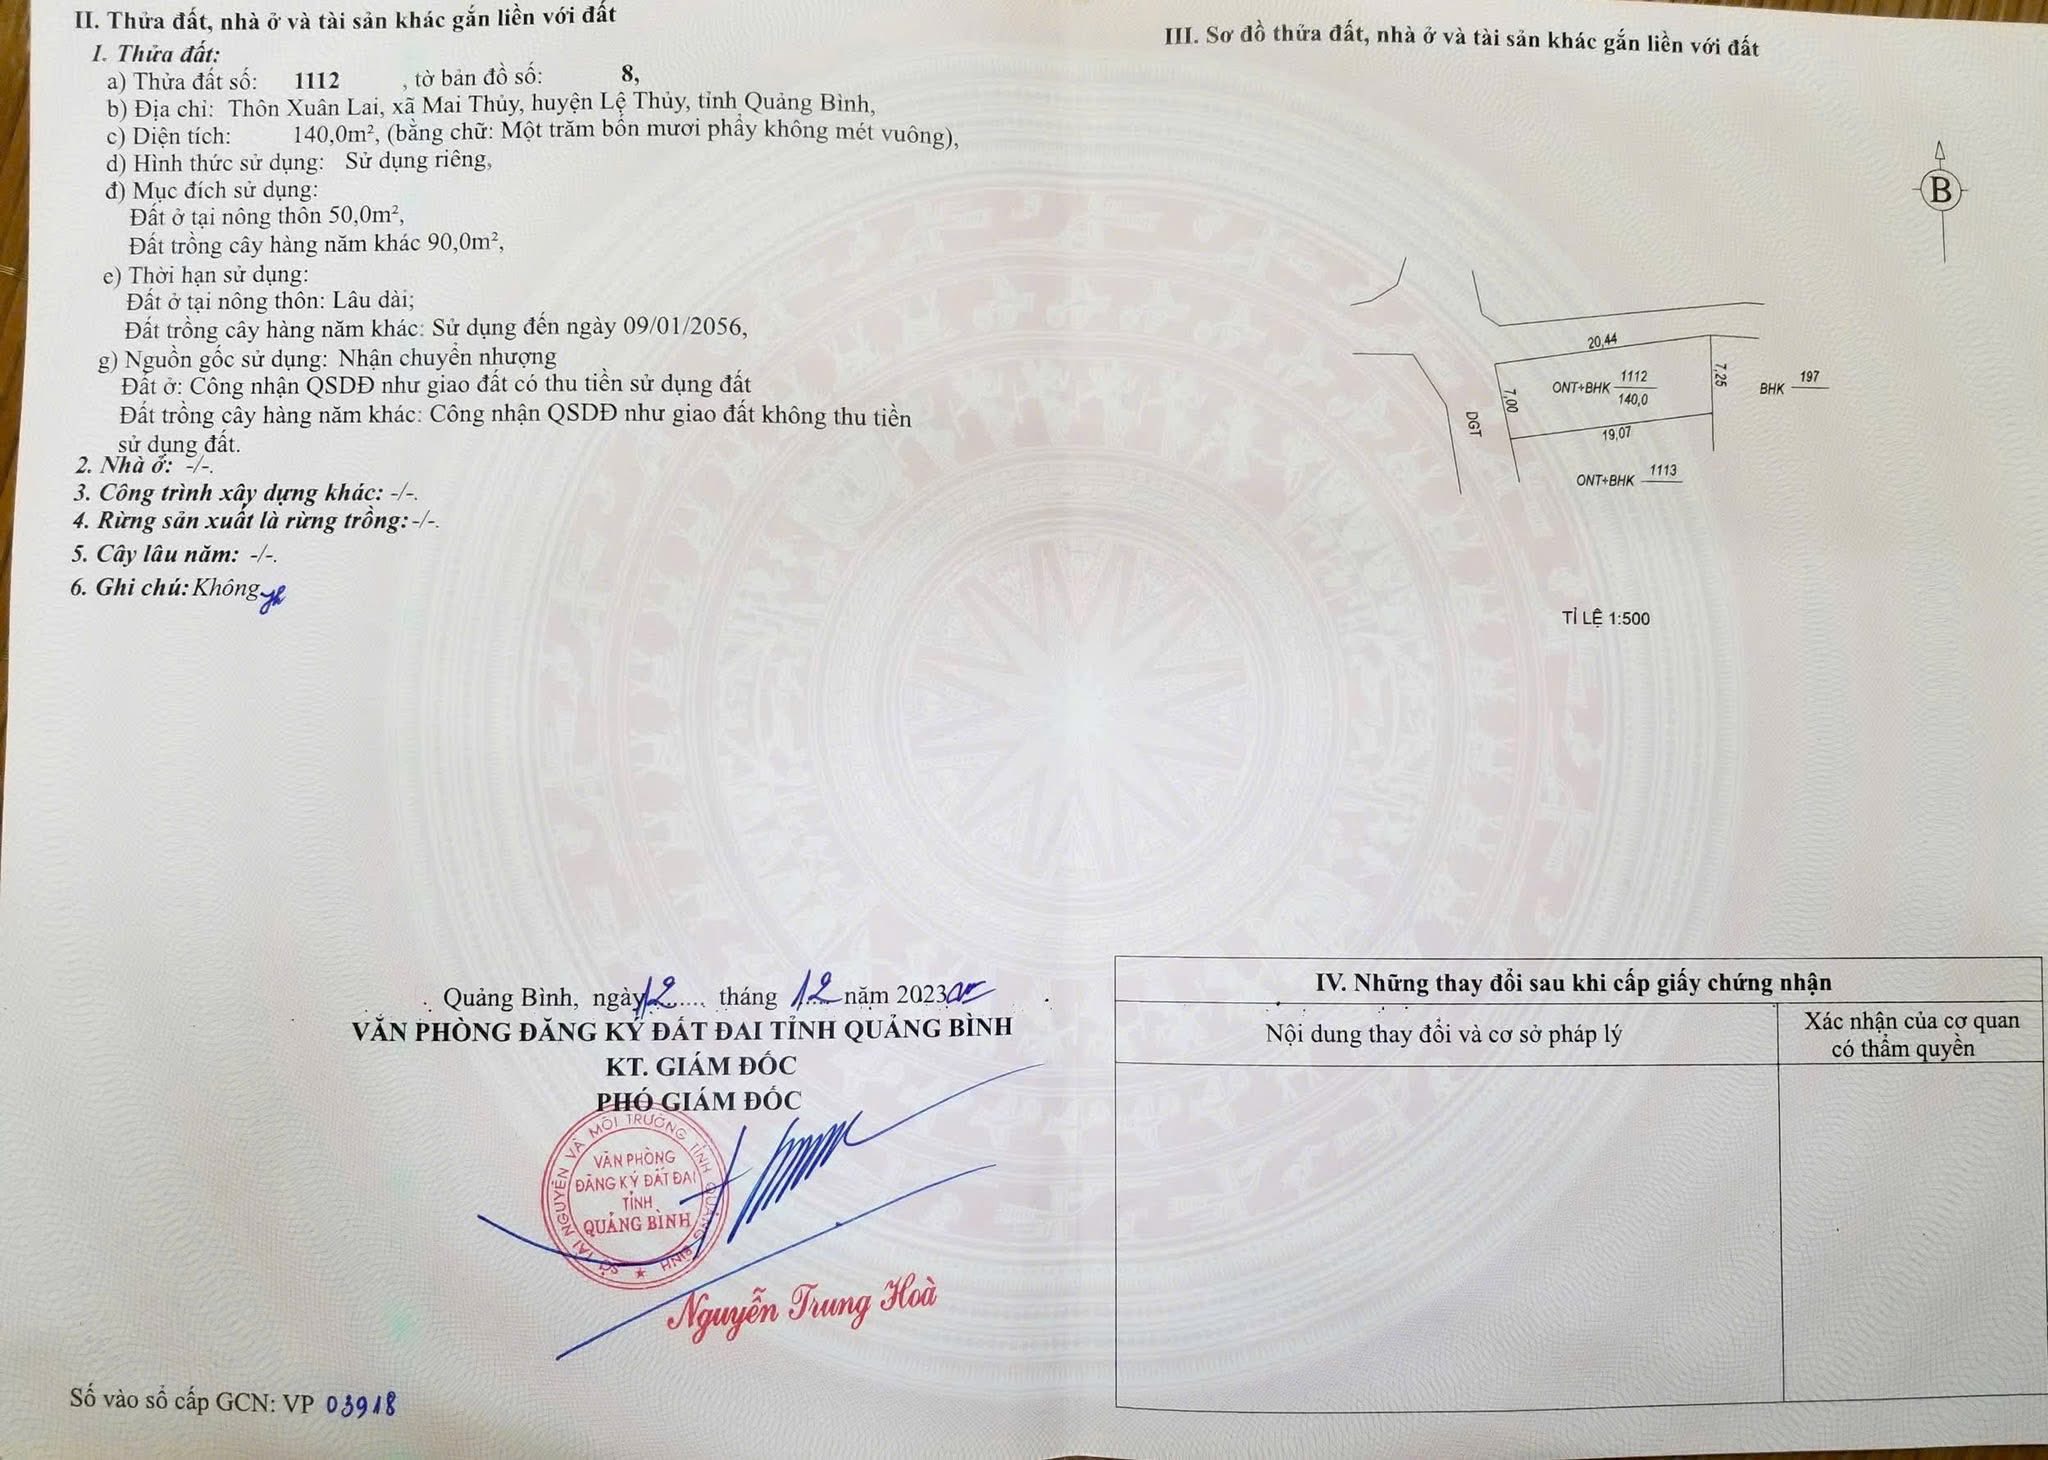 II. Thửa đất, nhà ở và tài sản khác gắn liền với đất
1. Thửa đất:
a) Thửa đất số: 1112 , tờ bản đồ số: 8,
b) Địa chỉ: Thôn Xuân Lai, xã Mai Thủy, huyện Lệ Thủy, tỉnh Quảng Bình,
c) Diện tích: 140,0m², (bằng chữ: Một trăm bốn mươi phẩy không mét vuông),
d) Hình thức sử dụng: Sử dụng riêng,
đ) Mục đích sử dụng:
Đất ở tại nông thôn 50,0m²,
Đất trồng cây hàng năm khác 90,0m²,
e) Thời hạn sử dụng:
Đất ở tại nông thôn: Lâu dài;
Đất trồng cây hàng năm khác: Sử dụng đến ngày 09/01/2056,
g) Nguồn gốc sử dụng: Nhận chuyển nhượng
Đất ở: Công nhận QSDĐ như giao đất có thu tiền sử dụng đất
Đất trồng cây hàng năm khác: Công nhận QSDĐ như giao đất không thu tiền
sử dụng đất.
2. Nhà ở: -/-.
3. Công trình xây dựng khác: -/-.
4. Rừng sản xuất là rừng trồng: -/-.
5. Cây lâu năm: -/-.
6. Ghi chú: Không
Quảng Bình, ngày 12 tháng 12 năm 2023
VĂN PHÒNG ĐĂNG KÝ ĐẤT ĐAI TỈNH QUẢNG BÌNH
KT. GIÁM ĐỐC
PHÓ GIÁM ĐỐC
SỞ TÀI NGUYÊN VÀ MÔI TRƯỜNG TỈNH QUẢNG BÌNH
VĂN PHÒNG
ĐĂNG KÝ ĐẤT ĐAI
TỈNH
QUẢNG BÌNH
Nguyễn Trung Hoà
Số vào sổ cấp GCN: VP 03918
III. Sơ đồ thửa đất, nhà ở và tài sản khác gắn liền với đất
B
20,44
7,00
ONT+BHK 1112
140,0
7,25
BHK 197
DGT
19,07
ONT+BHK 1113
TỈ LỆ 1:500
IV. Những thay đổi sau khi cấp giấy chứng nhận
Nội dung thay đổi và cơ sở pháp lý
Xác nhận của cơ quan
có thẩm quyền